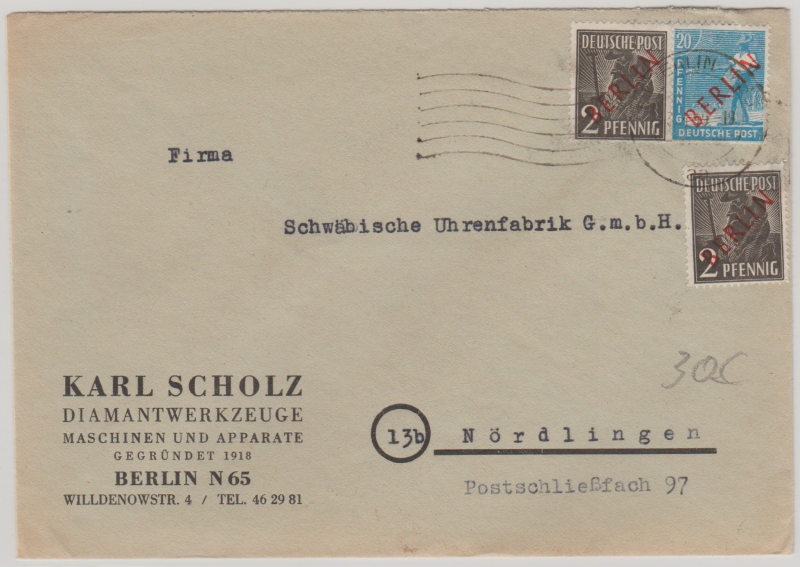 DEUTSCHE POST
BERLIN
2 PFENNIG
20
PFENNIG
BERLIN
DEUTSCHE POST
BERLIN
DEUTSCHE POST
BERLIN
2 PFENNIG
Firma
Schwäbische Uhrenfabrik G.m.b.H.
305
KARL SCHOLZ
DIAMANTWERKZEUGE
MASCHINEN UND APPARATE
GEGRÜNDET 1918
BERLIN N 65
WILLDENOWSTR. 4 / TEL. 46 29 81
13b Nördlingen
Postschließfach 97